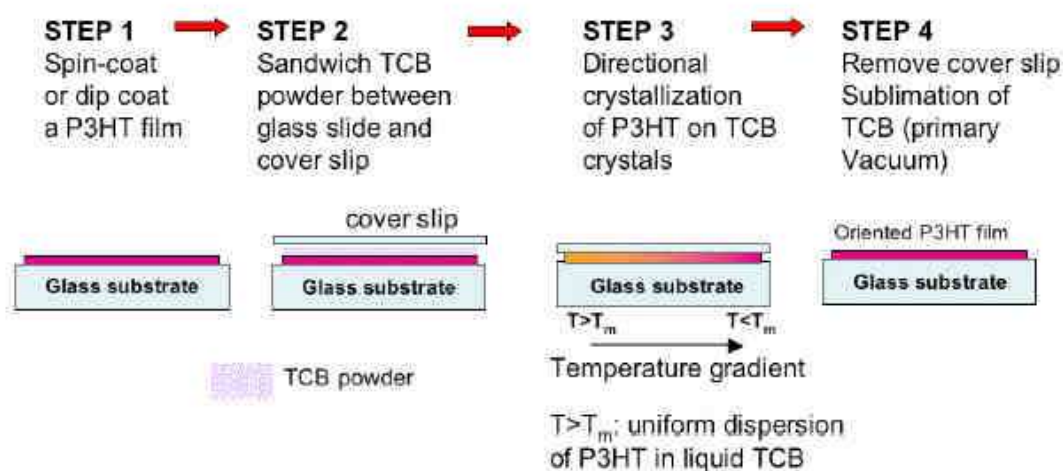 STEP 1
Spin-coat
or dip coat
a P3HT film
STEP 2
Sandwich TCB
powder between
glass slide and
cover slip
STEP 3
Directional
crystallization
of P3HT on TCB
crystals
STEP 4
Remove cover slip
Sublimation of
TCB (primary
Vacuum)
Glass substrate
cover slip
Glass substrate
Glass substrate
T>Tm
T<Tm
Oriented P3HT film
Glass substrate
TCB powder
Temperature gradient
T>Tm: uniform dispersion
of P3HT in liquid TCB